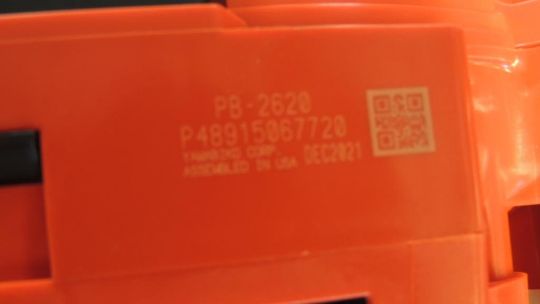 PB-2620
P48915067720
YAMABIKO CORP. DEC2021
ASSEMBLED IN USA